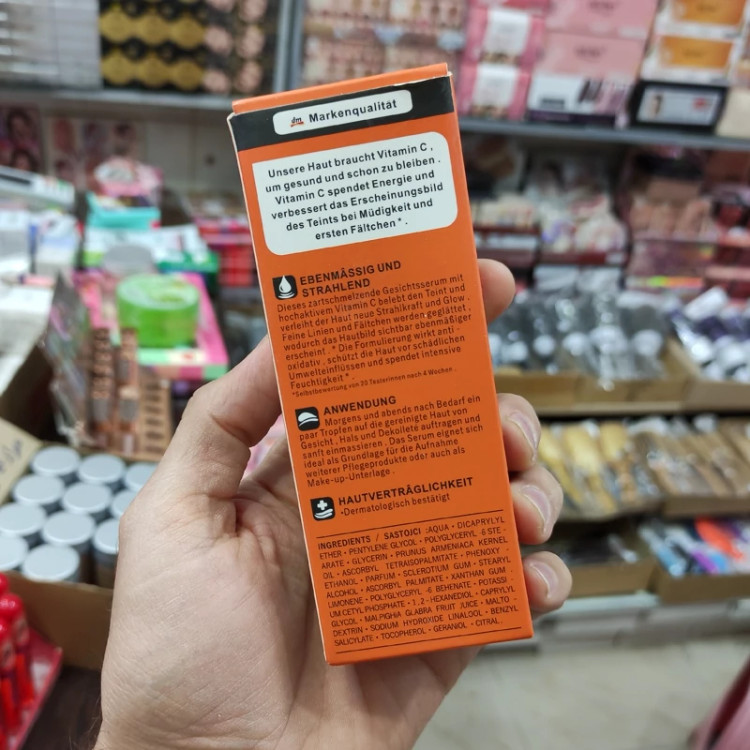 dm Markenqualität
Unsere Haut braucht Vitamin C ,
um gesund und schon zu bleiben .
Vitamin C spendet Energie und
verbessert das Erscheinungsbild
des Teints bei Müdigkeit und
ersten Fältchen * .
EBENMÄSSIG UND
STRAHLEND
Dieses zartschmelzende Gesichtsserum mit
hochaktivem Vitamin C belebt den Teint und
verleiht der Haut neue Strahlkraft und Glow .
Feine Linien und Fältchen werden geglättet ,
wodurch das Hautbild sichtbar ebenmäßiger
erscheint . * Die Formulierung wirkt anti -
oxidativ , schützt die Haut vor schädlichen
Umwelteinflüssen und spendet intensive
Feuchtigkeit * .
*Selbstbewertung von 20 TesterInnen nach 4 Wochen .
ANWENDUNG
Morgens und abends nach Bedarf ein
paar Tropfen auf die gereinigte Haut von
Gesicht , Hals und Dekolleté auftragen und
sanft einmassieren . Das Serum eignet sich
ideal als Grundlage für die Aufnahme
weiterer Pflegeprodukte oder auch als
Make-up-Unterlage .
HAUTVERTRÄGLICHKEIT
•Dermatologisch bestätigt
INGREDIENTS / SASTOJCI :AQUA • DICAPRYLYL
ETHER • PENTYLENE GLYCOL • POLYGLYCERYL-6 STE .
ARATE • GLYCERIN • PRUNUS ARMENIACA KERNEL
OIL • ASCORBYL TETRAISOPALMITATE • PHENOXY .
ETHANOL • PARFUM • SCLEROTIUM GUM • STEARYL
ALCOHOL • ASCORBYL PALMITATE • XANTHAN GUM .
LIMONENE • POLYGLYCERYL -6 BEHENATE • POTASSI .
UM CETYL PHOSPHATE • 1 , 2 - HEXANEDIOL • CAPRYLYL
GLYCOL • MALPIGHIA GLABRA FRUIT JUICE • MALTO .
DEXTRIN • SODIUM HYDROXIDE LINALOOL • BENZYL
SALICYLATE • TOCOPHEROL • GERANIOL • CITRAL .